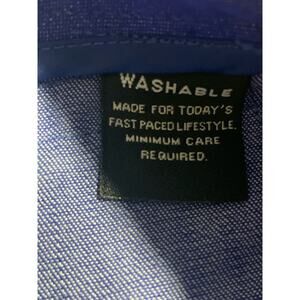 WASHABLE
MADE FOR TODAY'S
FAST PACED LIFESTYLE.
MINIMUM CARE
REQUIRED.